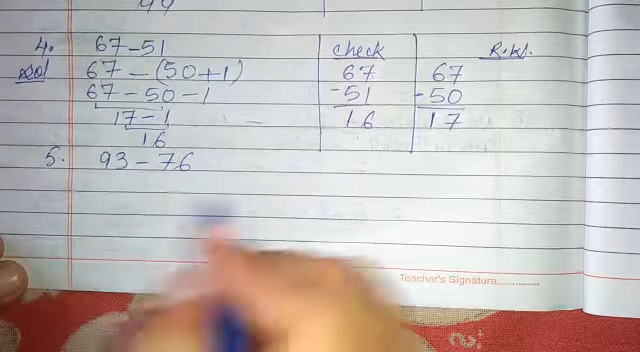 4. 67-51 check R.kl.
Sol 67 - (50+1) 67 67
67 - 50 - 1 -51 -50
17 - 1 16 17
16
5. 93 - 76
Teacher's Signature..............